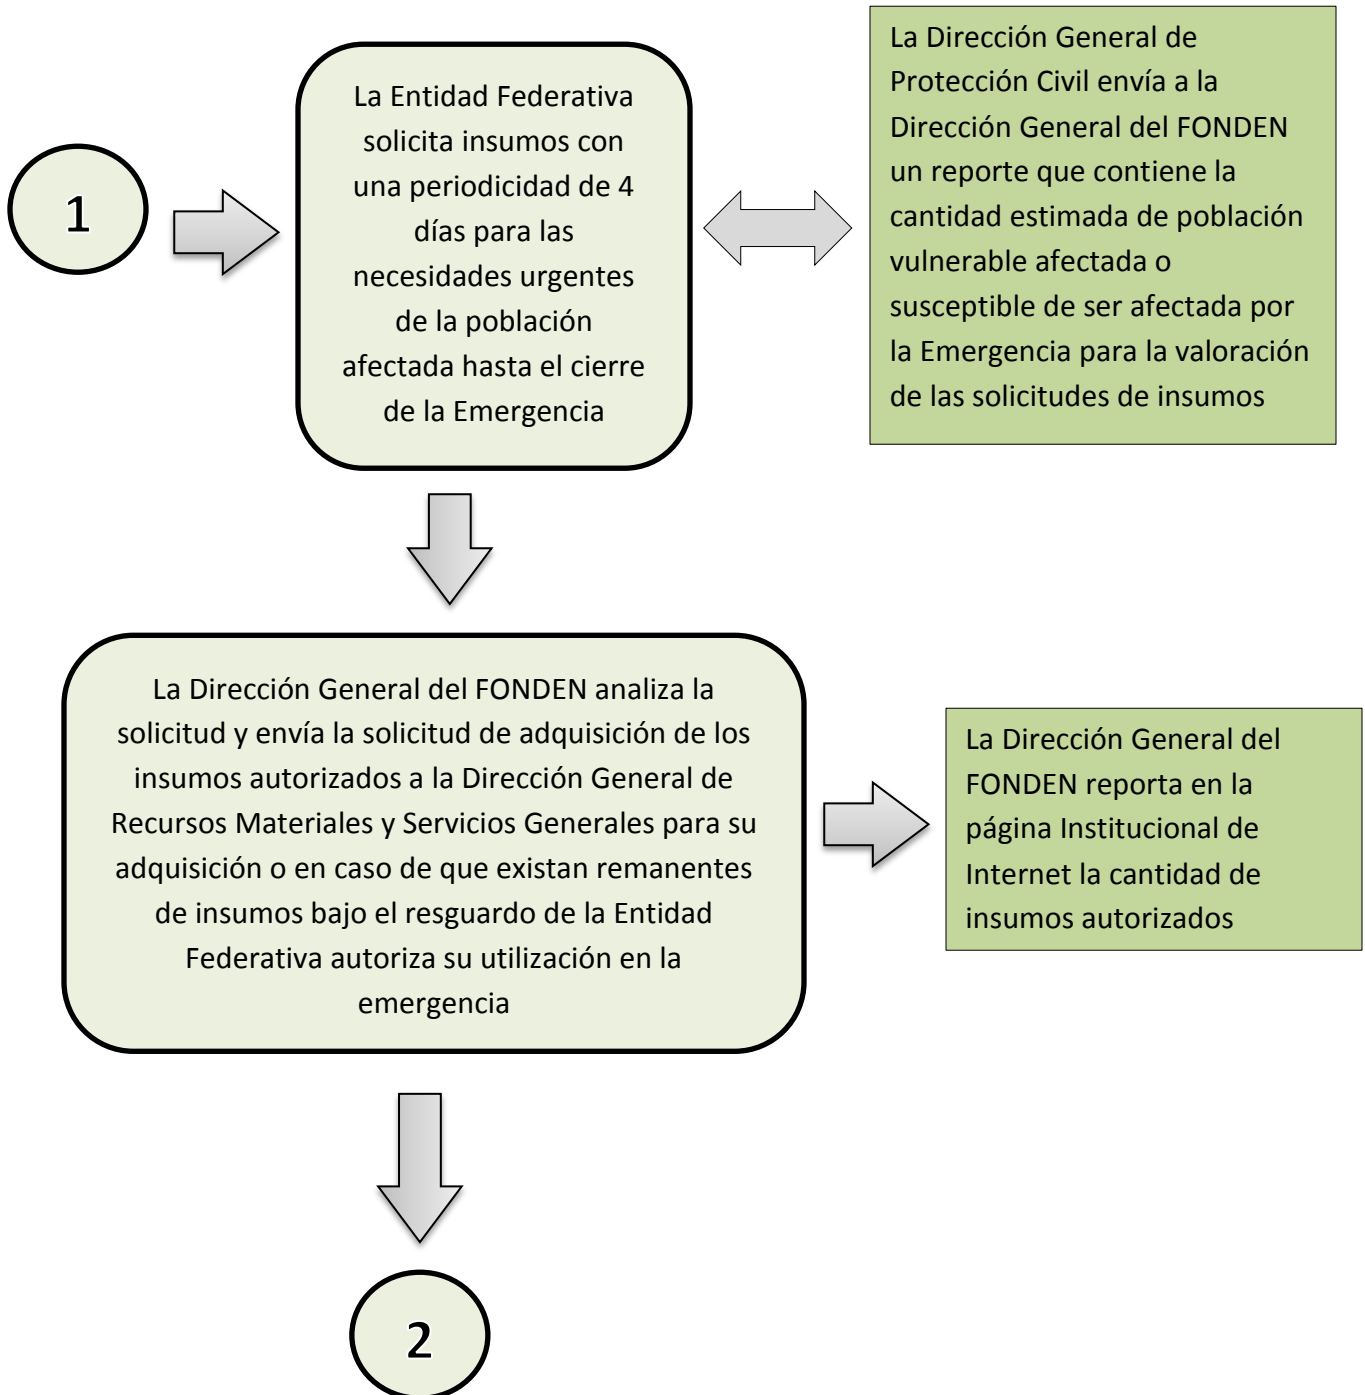 1
La Entidad Federativa
solicita insumos con
una periodicidad de 4
días para las
necesidades urgentes
de la población
afectada hasta el cierre
de la Emergencia
La Dirección General de
Protección Civil envía a la
Dirección General del FONDEN
un reporte que contiene la
cantidad estimada de población
vulnerable afectada o
susceptible de ser afectada por
la Emergencia para la valoración
de las solicitudes de insumos
La Dirección General del FONDEN analiza la
solicitud y envía la solicitud de adquisición de los
insumos autorizados a la Dirección General de
Recursos Materiales y Servicios Generales para su
adquisición o en caso de que existan remanentes
de insumos bajo el resguardo de la Entidad
Federativa autoriza su utilización en la
emergencia
La Dirección General del
FONDEN reporta en la
página Institucional de
Internet la cantidad de
insumos autorizados
2